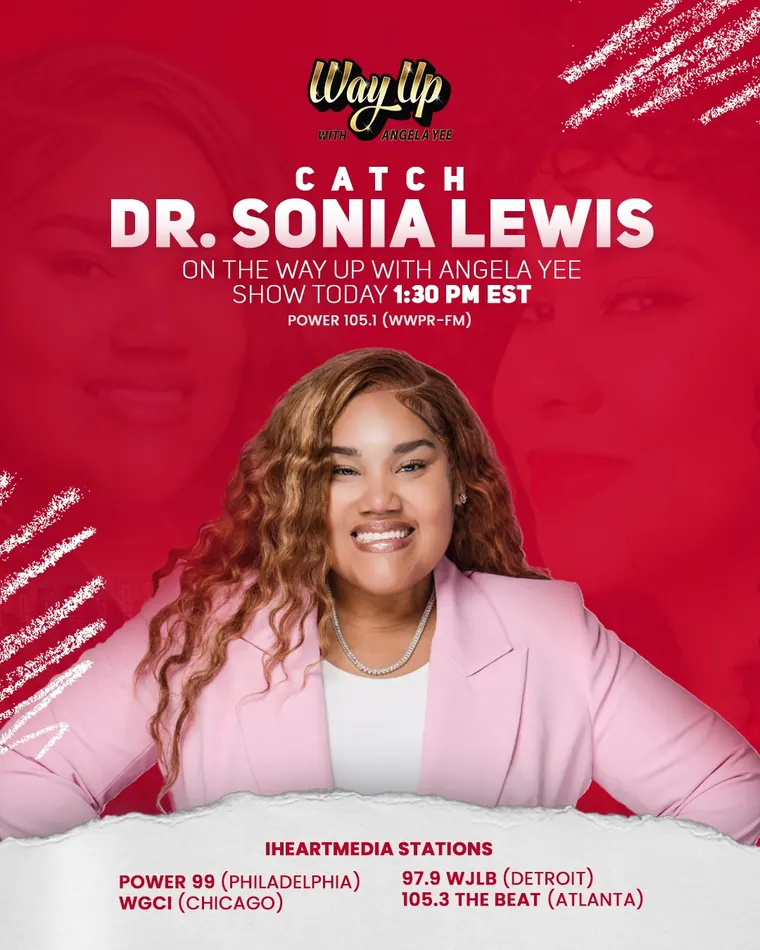 Way Up
WITH ANGELA YEE
CATCH
DR. SONIA LEWIS
ON THE WAY UP WITH ANGELA YEE
SHOW TODAY 1:30 PM EST
POWER 105.1 (WWPR-FM)
IHEARTMEDIA STATIONS
POWER 99 (PHILADELPHIA)
WGCI (CHICAGO)
97.9 WJLB (DETROIT)
105.3 THE BEAT (ATLANTA)